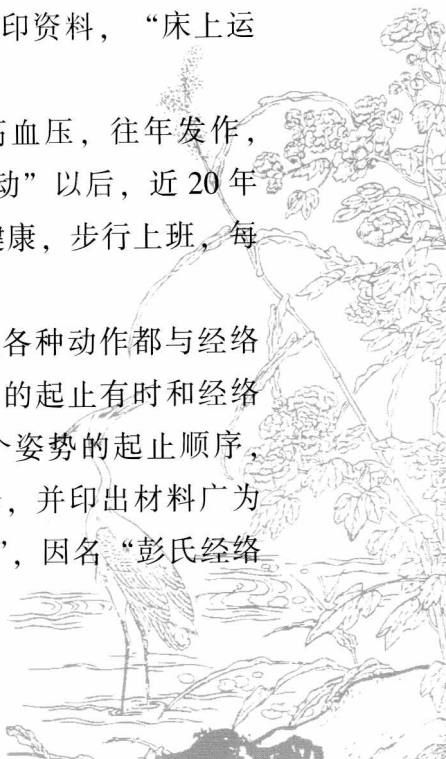 印资料，“床上运
高血压，往年发作，
动”以后，近 20 年
健康，步行上班，每
各种动作都与经络
的起止有时和经络
个姿势的起止顺序，
，并印出材料广为
”，因名“彭氏经络